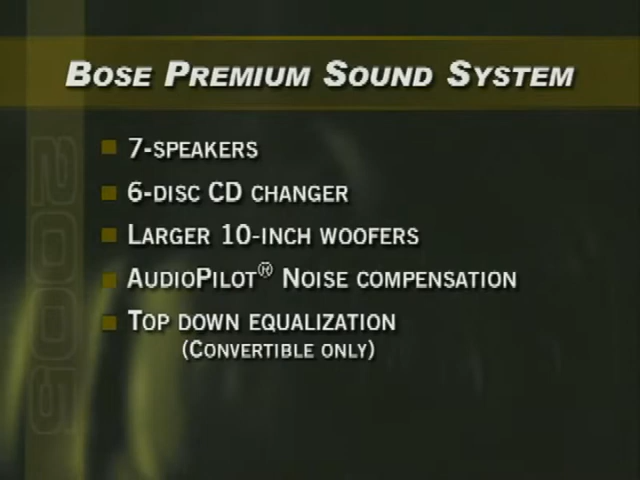 BOSE PREMIUM SOUND SYSTEM
7-SPEAKERS
6-DISC CD CHANGER
LARGER 10-INCH WOOFERS
AUDIOPILOT® NOISE COMPENSATION
TOP DOWN EQUALIZATION
(CONVERTIBLE ONLY)
2005